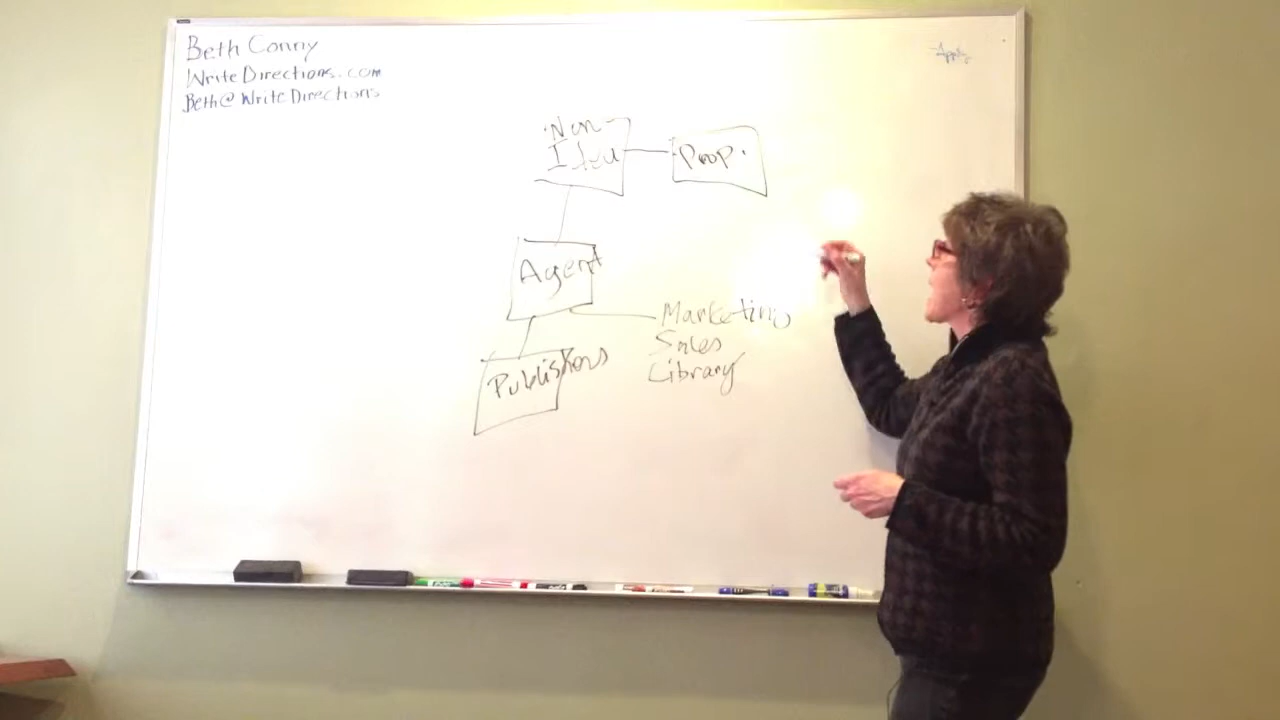 Beth Conny
WriteDirections.com
Beth@WriteDirections
Non
Idea
Prop.
Agent
Marketing
Sales
Library
Publishers